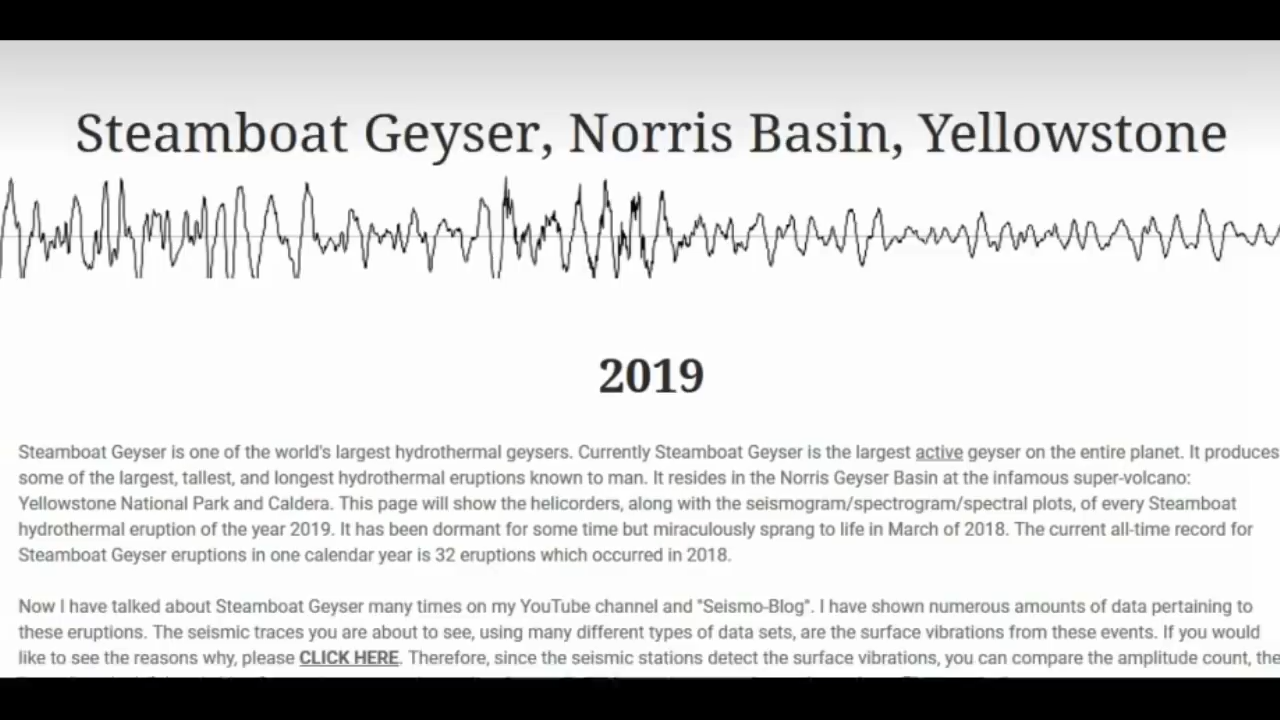 Steamboat Geyser, Norris Basin, Yellowstone
2019
Steamboat Geyser is one of the world's largest hydrothermal geysers. Currently Steamboat Geyser is the largest active geyser on the entire planet. It produces
some of the largest, tallest, and longest hydrothermal eruptions known to man. It resides in the Norris Geyser Basin at the infamous super-volcano:
Yellowstone National Park and Caldera. This page will show the helicorders, along with the seismogram/spectrogram/spectral plots, of every Steamboat
hydrothermal eruption of the year 2019. It has been dormant for some time but miraculously sprang to life in March of 2018. The current all-time record for
Steamboat Geyser eruptions in one calendar year is 32 eruptions which occurred in 2018.
Now I have talked about Steamboat Geyser many times on my YouTube channel and "Seismo-Blog". I have shown numerous amounts of data pertaining to
these eruptions. The seismic traces you are about to see, using many different types of data sets, are the surface vibrations from these events. If you would
like to see the reasons why, please CLICK HERE. Therefore, since the seismic stations detect the surface vibrations, you can compare the amplitude count, the